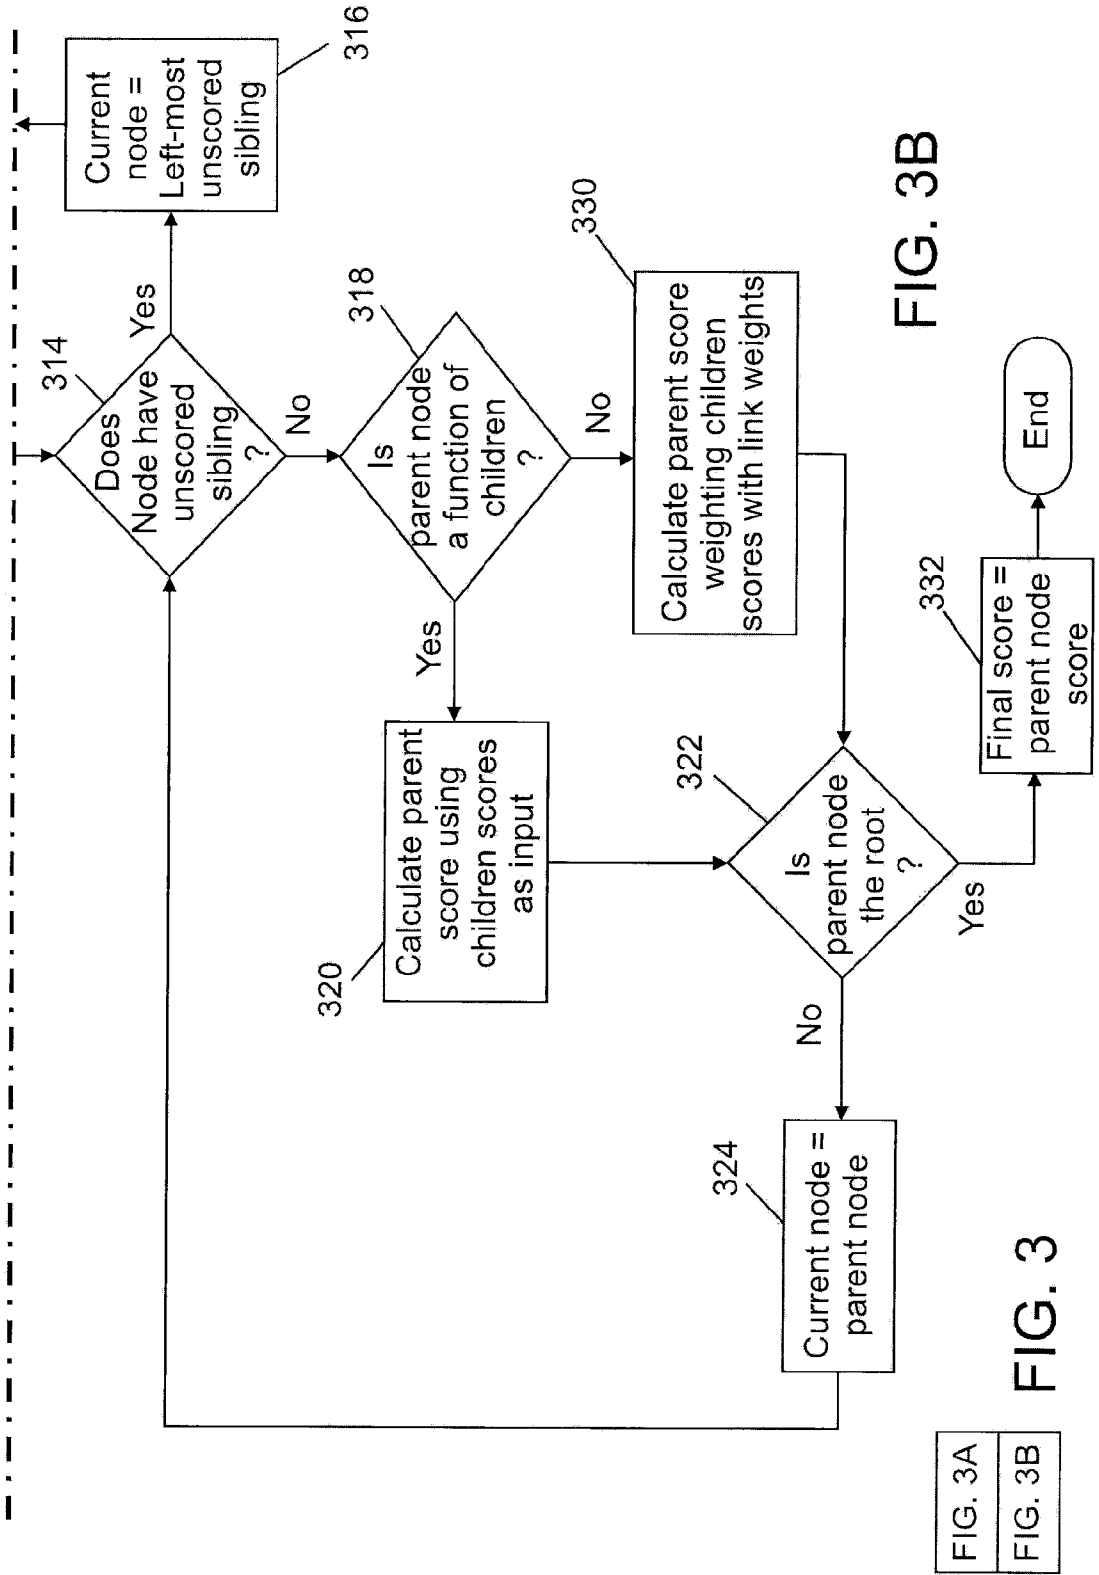 314
Does
Node have
unscored
sibling
?
Yes
316
Current
node =
Left-most
unscored
sibling
No
318
Is
parent node
a function of
children
?
Yes
320
Calculate parent
score using
children scores
as input
No
330
Calculate parent score
weighting children
scores with link weights
322
Is
parent node
the root
?
No
324
Current node =
parent node
Yes
332
Final score =
parent node
score
End
FIG. 3A
FIG. 3B
FIG. 3
FIG. 3B